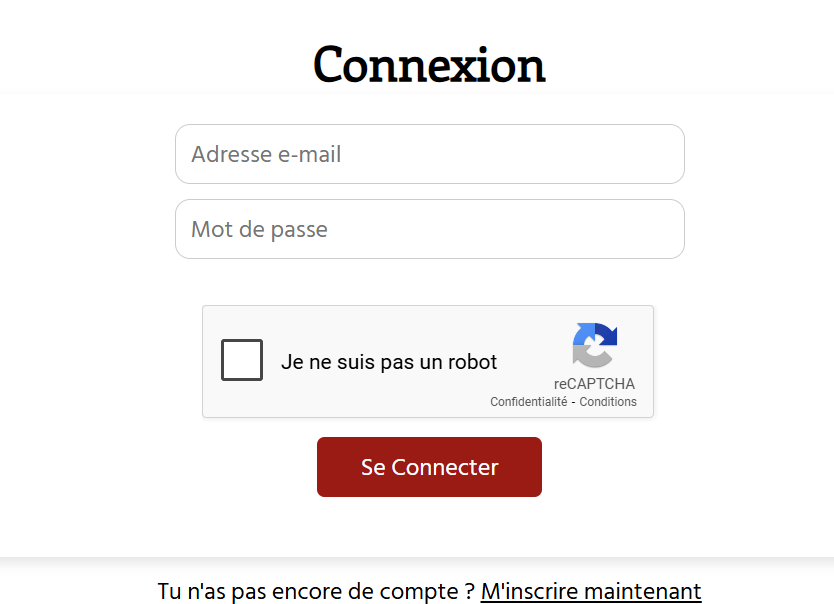 Connexion
Adresse e-mail
Mot de passe
Je ne suis pas un robot
reCAPTCHA
Confidentialité - Conditions
Se Connecter
Tu n'as pas encore de compte ? M'inscrire maintenant